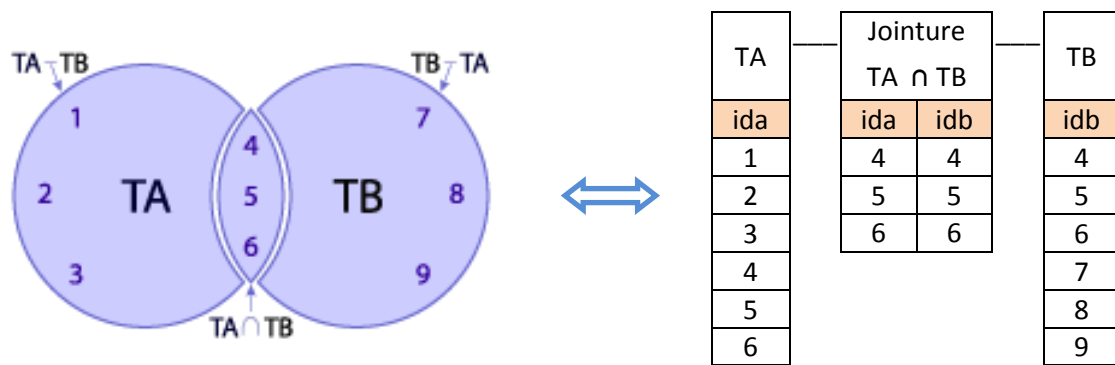 TA – TB
TB – TA
1
2
3
TA
4
5
6
TB
7
8
9
TA ∩ TB
TA
Jointure
TA ∩ TB
TB
ida
ida idb
idb
1 4 4 4
2 5 5 5
3 6 6 6
4 7
5 8
6 9